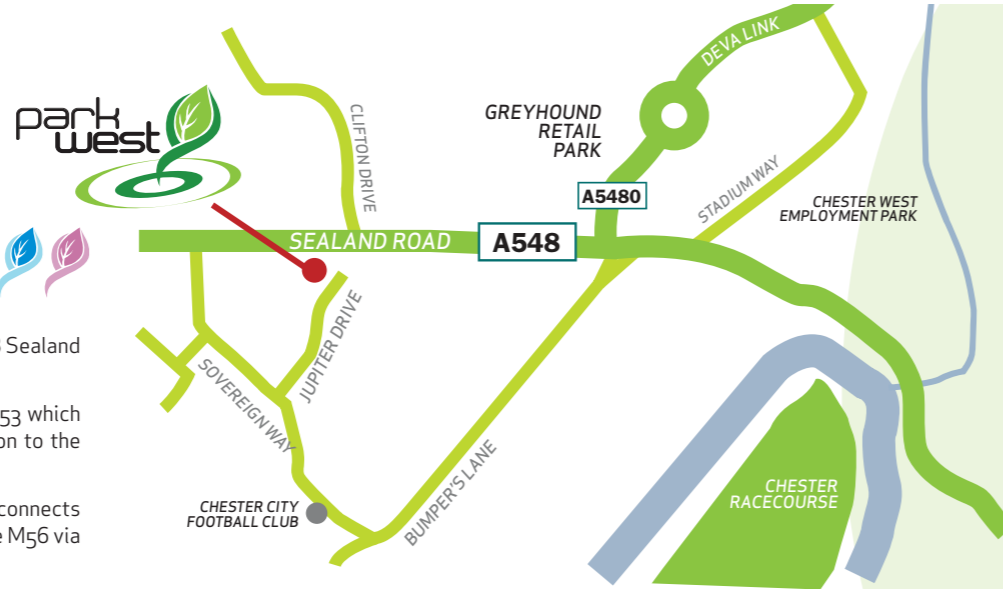 park
west
CLIFTON DRIVE
GREYHOUND
RETAIL
PARK
DEVA LINK
A5480
STADIUM WAY
CHESTER WEST
EMPLOYMENT PARK
SEALAND ROAD
A548
JUPITER DRIVE
SOVEREIGN WAY
CHESTER CITY
FOOTBALL CLUB
BUMPER'S LANE
CHESTER
RACECOURSE
Sealand
53 which
on to the
connects
M56 via